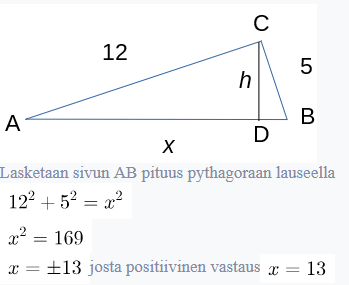 C
12
5
h
A
B
D
x
Lasketaan sivun AB pituus pythagoraan lauseella
12² + 5² = x²
x² = 169
x = ±13 josta positiivinen vastaus x = 13